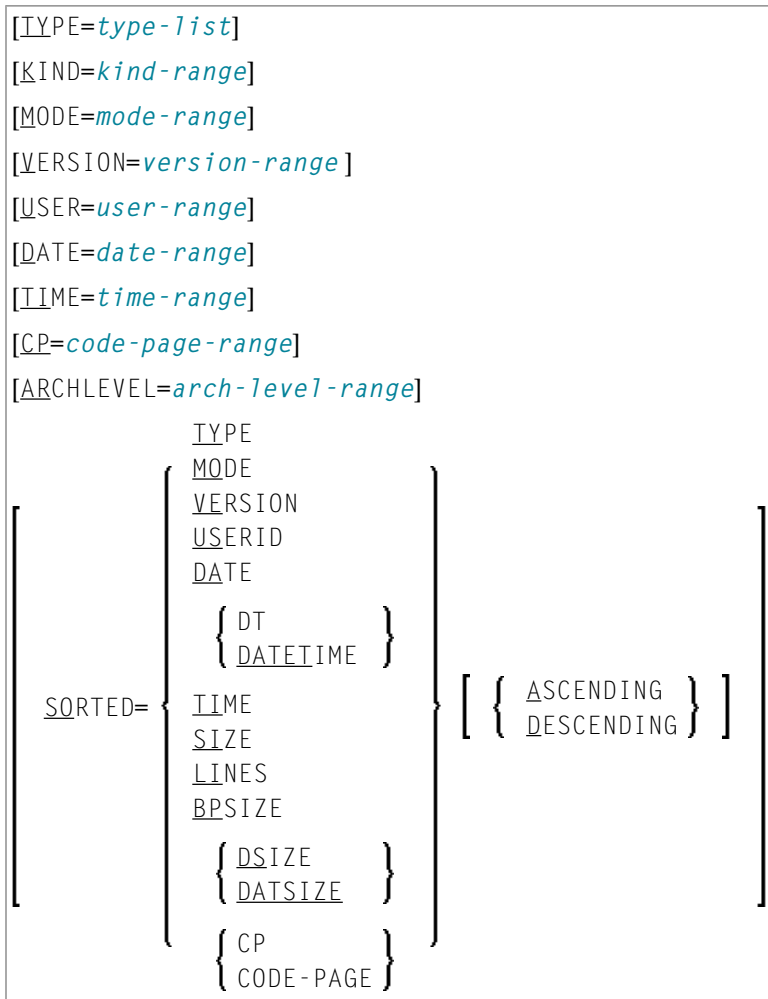 [TYPE=type-list]
[KIND=kind-range]
[MODE=mode-range]
[VERSION=version-range ]
[USER=user-range]
[DATE=date-range]
[TIME=time-range]
[CP=code-page-range]
[ARCHLEVEL=arch-level-range]
TYPE
MODE
VERSION
USERID
DATE
DT
DATETIME
SORTED=
TIME
SIZE
LINES
BPSIZE
DSIZE
DATSIZE
CP
CODE-PAGE
ASCENDING
DESCENDING